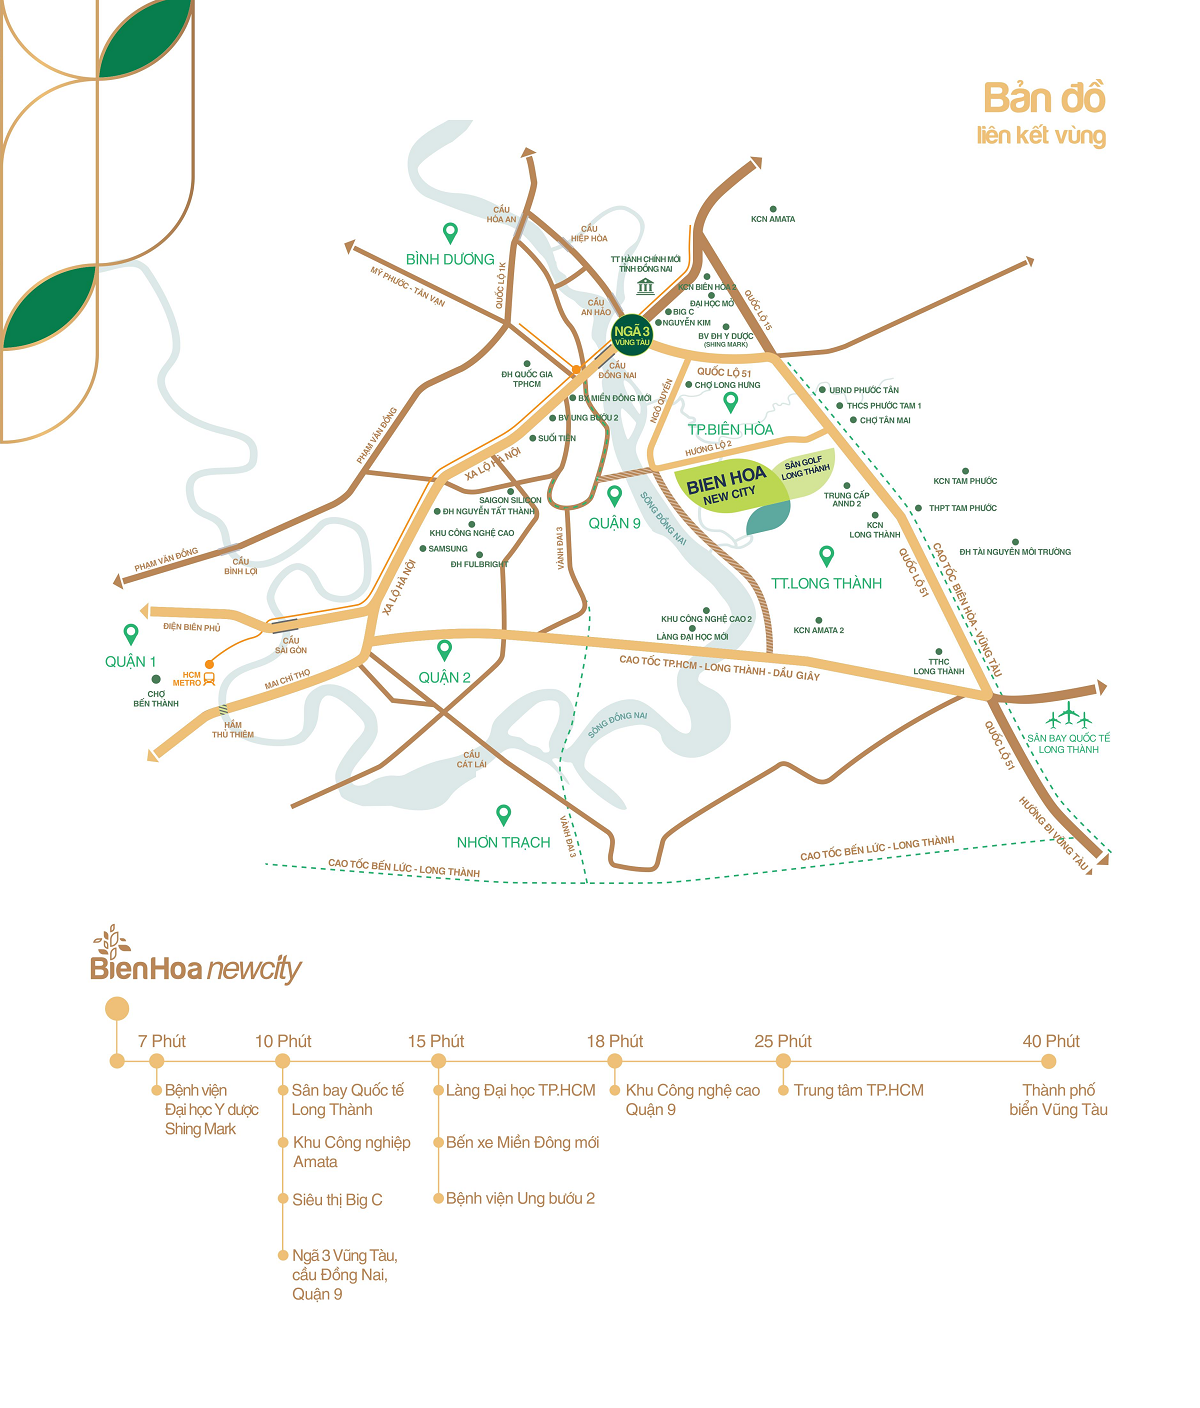 Bản đồ
liên kết vùng
CẦU
HÓA AN
CẦU
HIỆP HÒA
KCN AMATA
BÌNH DƯƠNG
MỸ PHƯỚC - TÂN VẠN
QUỐC LỘ 1K
TT HÀNH CHÍNH MỚI
TỈNH ĐỒNG NAI
KCN BIÊN HÒA 2
ĐẠI HỌC MỞ
QUỐC LỘ 15
CẦU
AN HẢO
BIG C
NGUYỄN KIM
NGÃ 3
VŨNG TÀU
BV ĐH Y DƯỢC
(SHING MARK)
CẦU
ĐỒNG NAI
QUỐC LỘ 51
ĐH QUỐC GIA
TPHCM
CHỢ LONG HƯNG
UBND PHƯỚC TÂN
BX MIỀN ĐÔNG MỚI
NGÔ QUYỀN
THCS PHƯỚC TAM 1
BV UNG BƯỚU 2
CHỢ TÂN MAI
TP.BIÊN HÒA
PHẠM VĂN ĐỒNG
SUỐI TIÊN
HƯƠNG LỘ 2
XA LỘ HÀ NỘI
SÂN GOLF
LONG THÀNH
BIEN HOA
NEW CITY
KCN TAM PHƯỚC
SAIGON SILICON
TRUNG CẤP
ANND 2
ĐH NGUYỄN TẤT THÀNH
QUẬN 9
SÔNG ĐỒNG NAI
THPT TAM PHƯỚC
KHU CÔNG NGHỆ CAO
KCN
LONG THÀNH
VÀNH ĐAI 3
SAMSUNG
ĐH FULBRIGHT
ĐH TÀI NGUYÊN MÔI TRƯỜNG
PHẠM VĂN ĐỒNG
CẦU
BÌNH LỢI
XA LỘ HÀ NỘI
TT.LONG THÀNH
QUỐC LỘ 51
CAO TỐC BIÊN HÒA - VŨNG TÀU
ĐIỆN BIÊN PHỦ
KHU CÔNG NGHỆ CAO 2
LÀNG ĐẠI HỌC MỚI
KCN AMATA 2
CẦU
SÀI GÒN
QUẬN 1
HCM
METRO
MAI CHÍ THỌ
QUẬN 2
CAO TỐC TP.HCM - LONG THÀNH - DẦU GIÂY
TTHC
LONG THÀNH
CHỢ
BẾN THÀNH
HẦM
THỦ THIÊM
SÔNG ĐỒNG NAI
QUỐC LỘ 51
SÂN BAY QUỐC TẾ
LONG THÀNH
CẦU
CÁT LÁI
NHƠN TRẠCH
VÀNH ĐAI 3
HƯỚNG ĐI VŨNG TÀU
CAO TỐC BẾN LỨC - LONG THÀNH
CAO TỐC BẾN LỨC - LONG THÀNH
BienHoa newcity
7 Phút
10 Phút
15 Phút
18 Phút
25 Phút
40 Phút
Bệnh viện
Đại học Y dược
Shing Mark
Sân bay Quốc tế
Long Thành
Khu Công nghiệp
Amata
Siêu thị Big C
Ngã 3 Vũng Tàu,
cầu Đồng Nai,
Quận 9
Làng Đại học TP.HCM
Bến xe Miền Đông mới
Bệnh viện Ung bướu 2
Khu Công nghệ cao
Quận 9
Trung tâm TP.HCM
Thành phố
biển Vũng Tàu